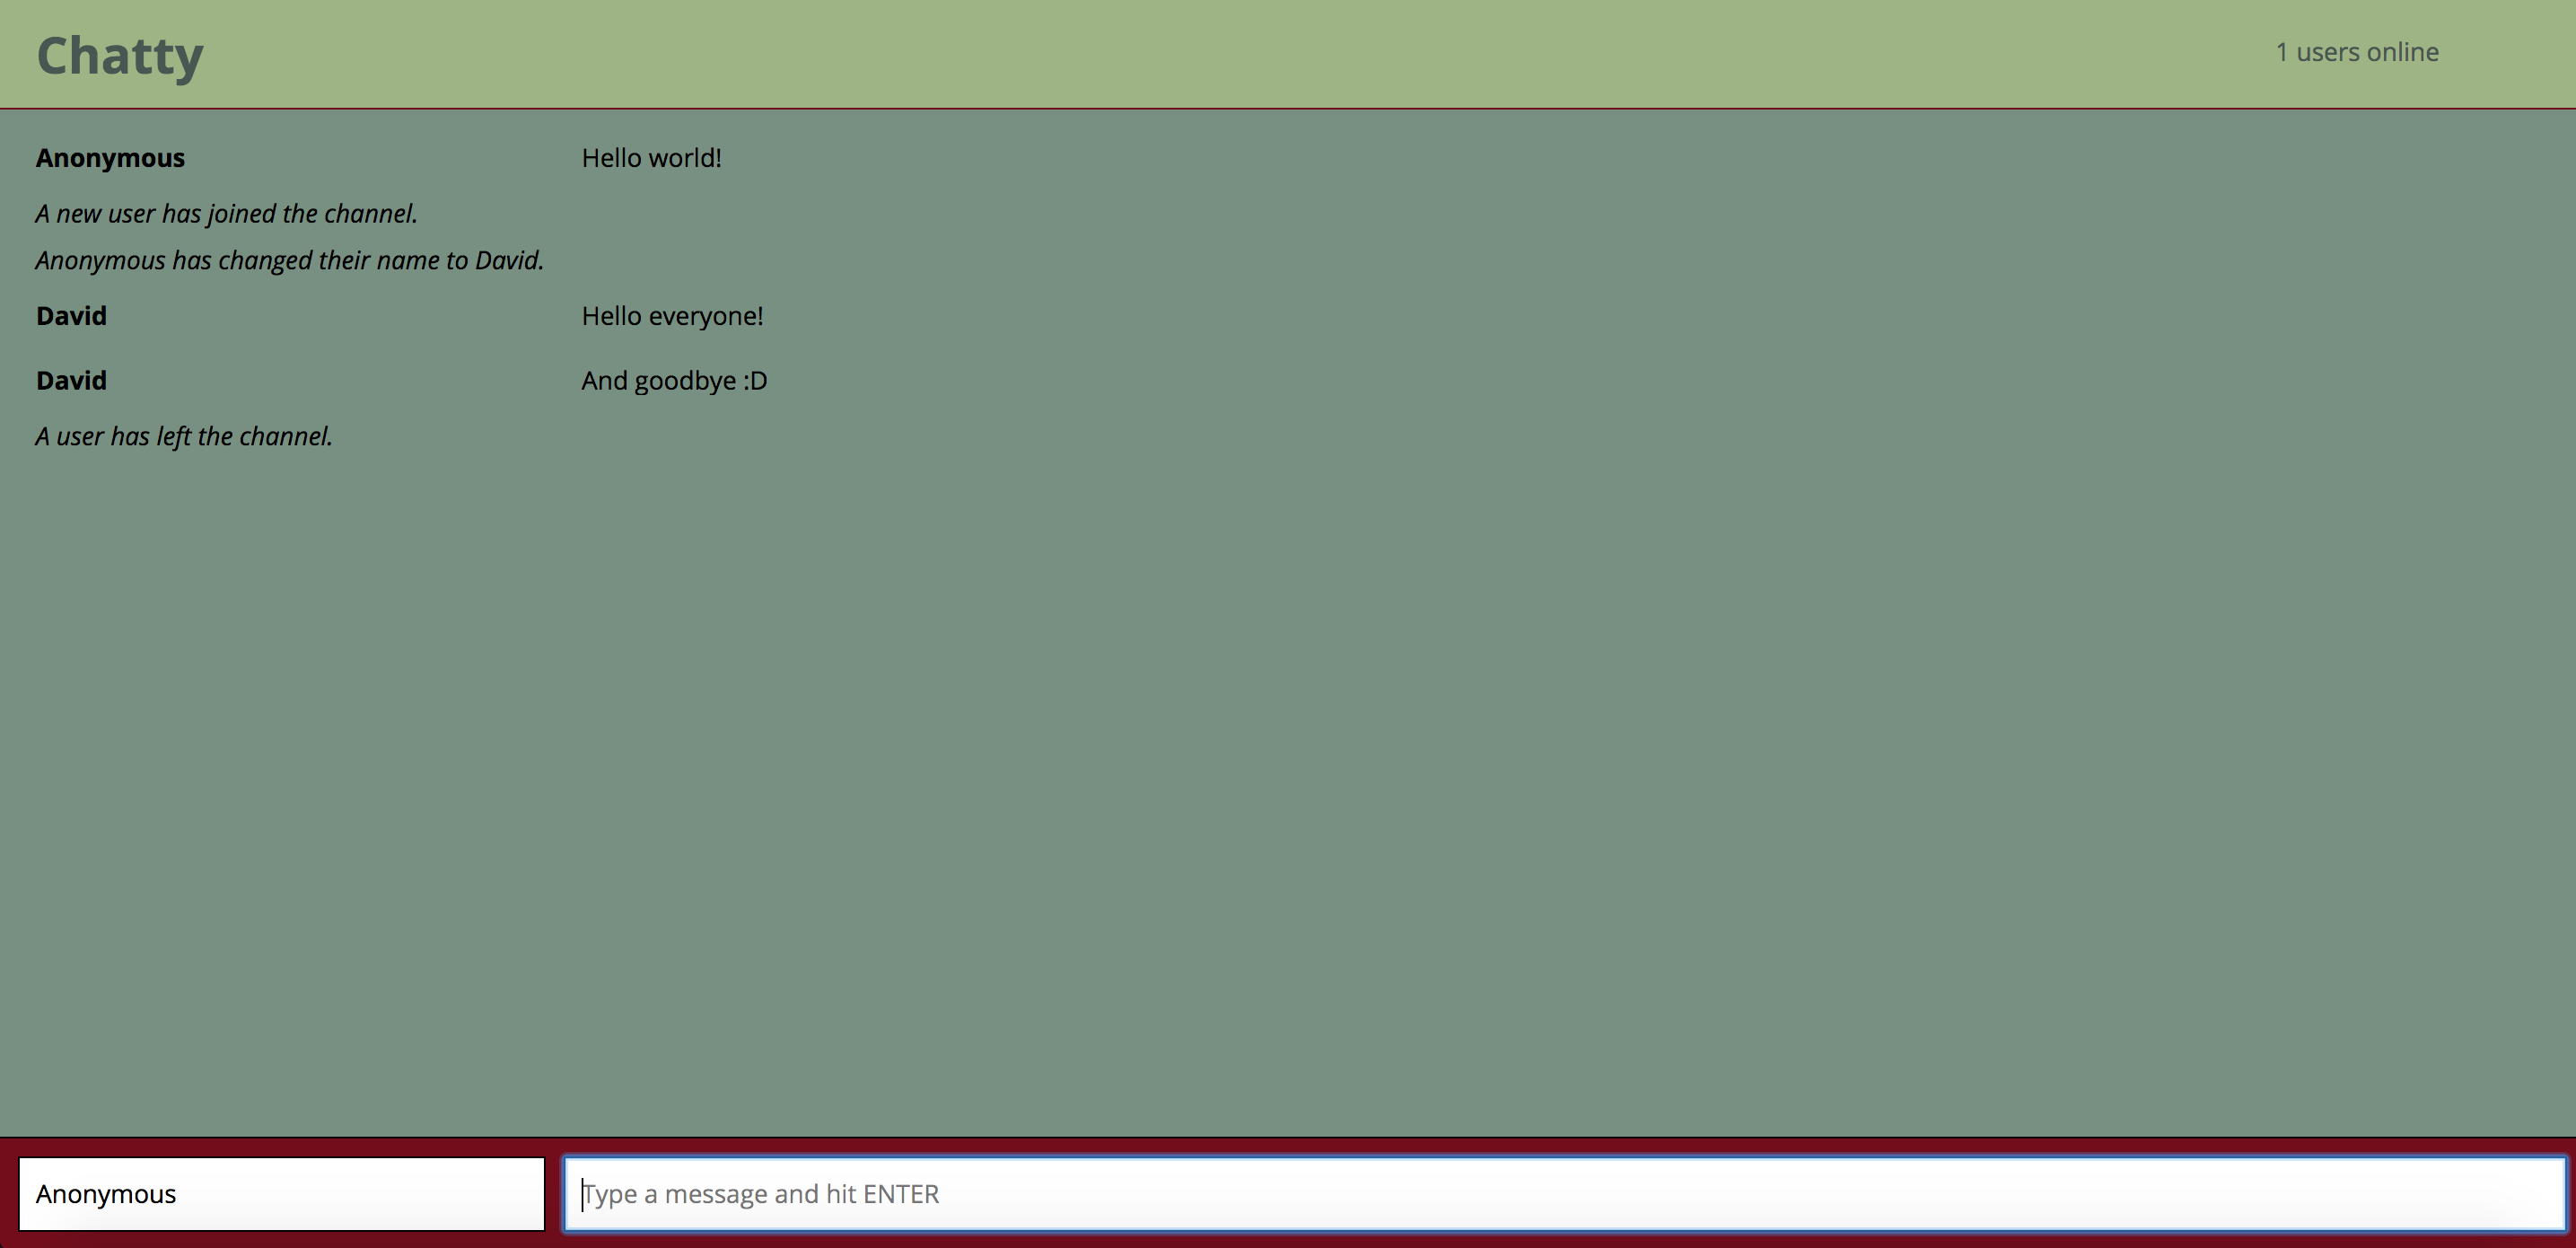 Chatty
1 users online
Anonymous Hello world!
A new user has joined the channel.
Anonymous has changed their name to David.
David Hello everyone!
David And goodbye :D
A user has left the channel.
Anonymous Type a message and hit ENTER